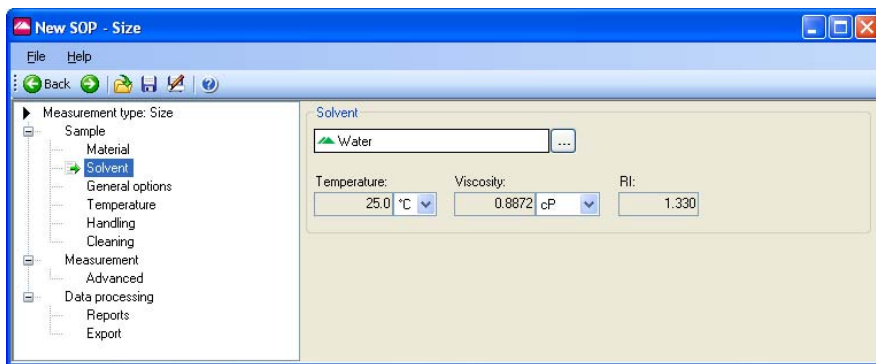 New SOP - Size
File Help
Back
Measurement type: Size
Sample
Material
Solvent
General options
Temperature
Handling
Cleaning
Measurement
Advanced
Data processing
Reports
Export
Solvent
Water ...
Temperature: Viscosity: RI:
25.0 °C 0.8872 cP 1.330